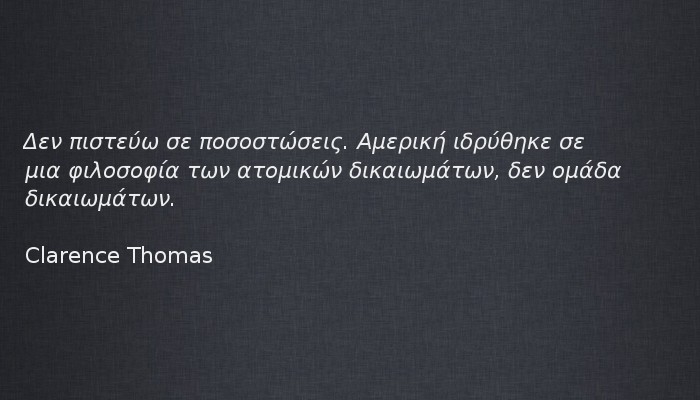 Δεν πιστεύω σε ποσοστώσεις. Αμερική ιδρύθηκε σε
μια φιλοσοφία των ατομικών δικαιωμάτων, δεν ομάδα
δικαιωμάτων.
Clarence Thomas